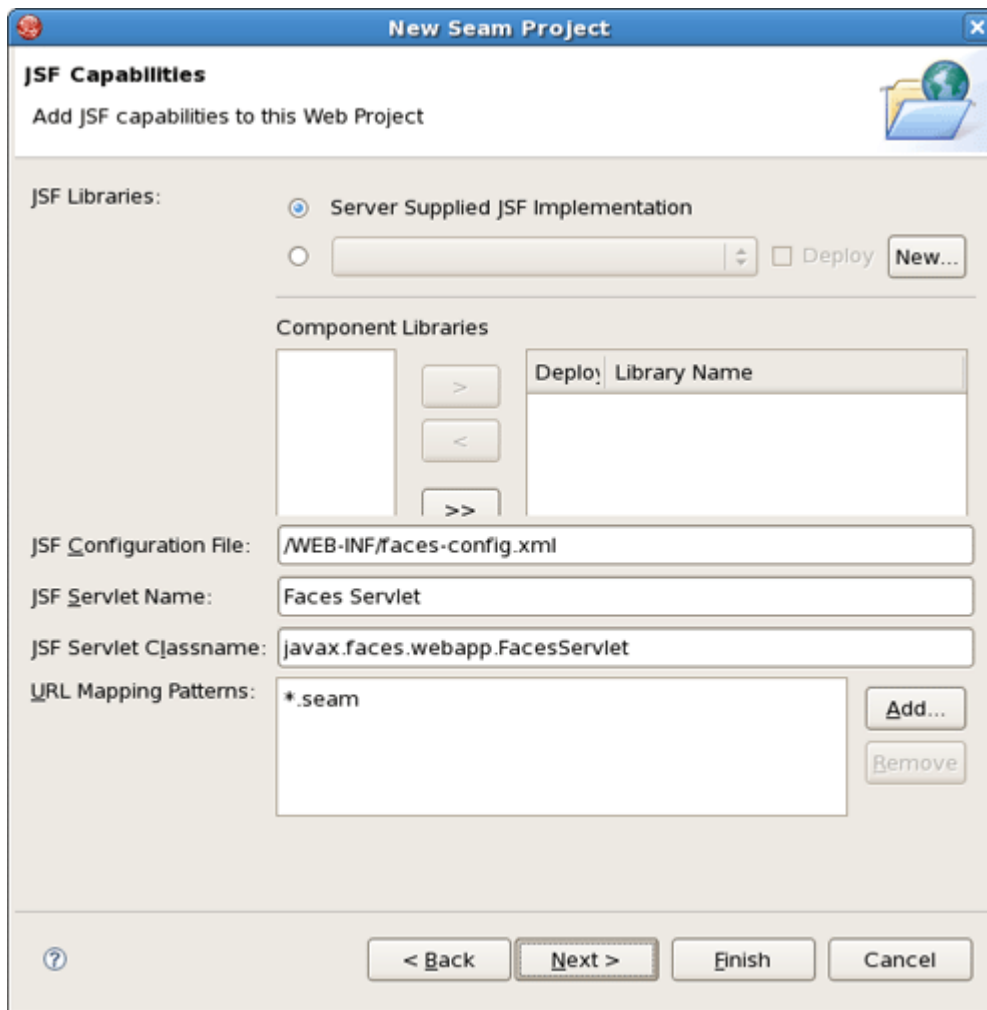 New Seam Project
JSF Capabilities
Add JSF capabilities to this Web Project
JSF Libraries:
Server Supplied JSF Implementation
Deploy New...
Component Libraries
> Deploy Library Name
<
>>
JSF Configuration File: /WEB-INF/faces-config.xml
JSF Servlet Name: Faces Servlet
JSF Servlet Classname: javax.faces.webapp.FacesServlet
URL Mapping Patterns: *.seam
Add...
Remove
? < Back Next > Finish Cancel